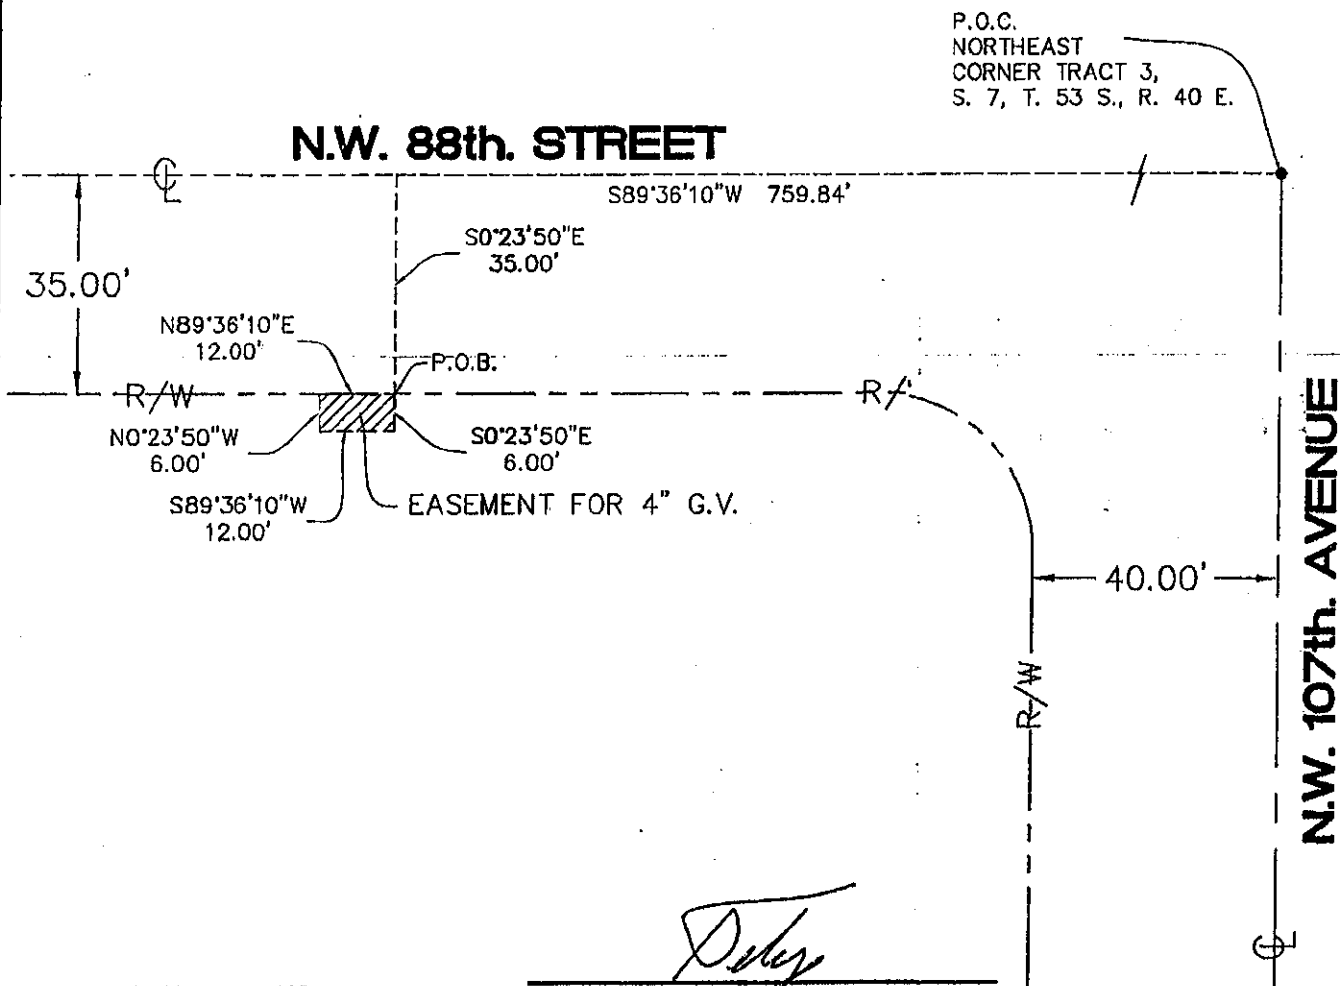 P.O.C.
NORTHEAST
CORNER TRACT 3,
S. 7, T. 53 S., R. 40 E.
N.W. 88th. STREET
CL
S89°36'10"W 759.84'
S0°23'50"E
35.00'
35.00'
N89°36'10"E
12.00'
P.O.B.
R/W
R/
N0°23'50"W
6.00'
S0°23'50"E
6.00'
S89°36'10"W
12.00'
EASEMENT FOR 4" G.V.
40.00'
R/W
N.W. 107th. AVENUE
CL